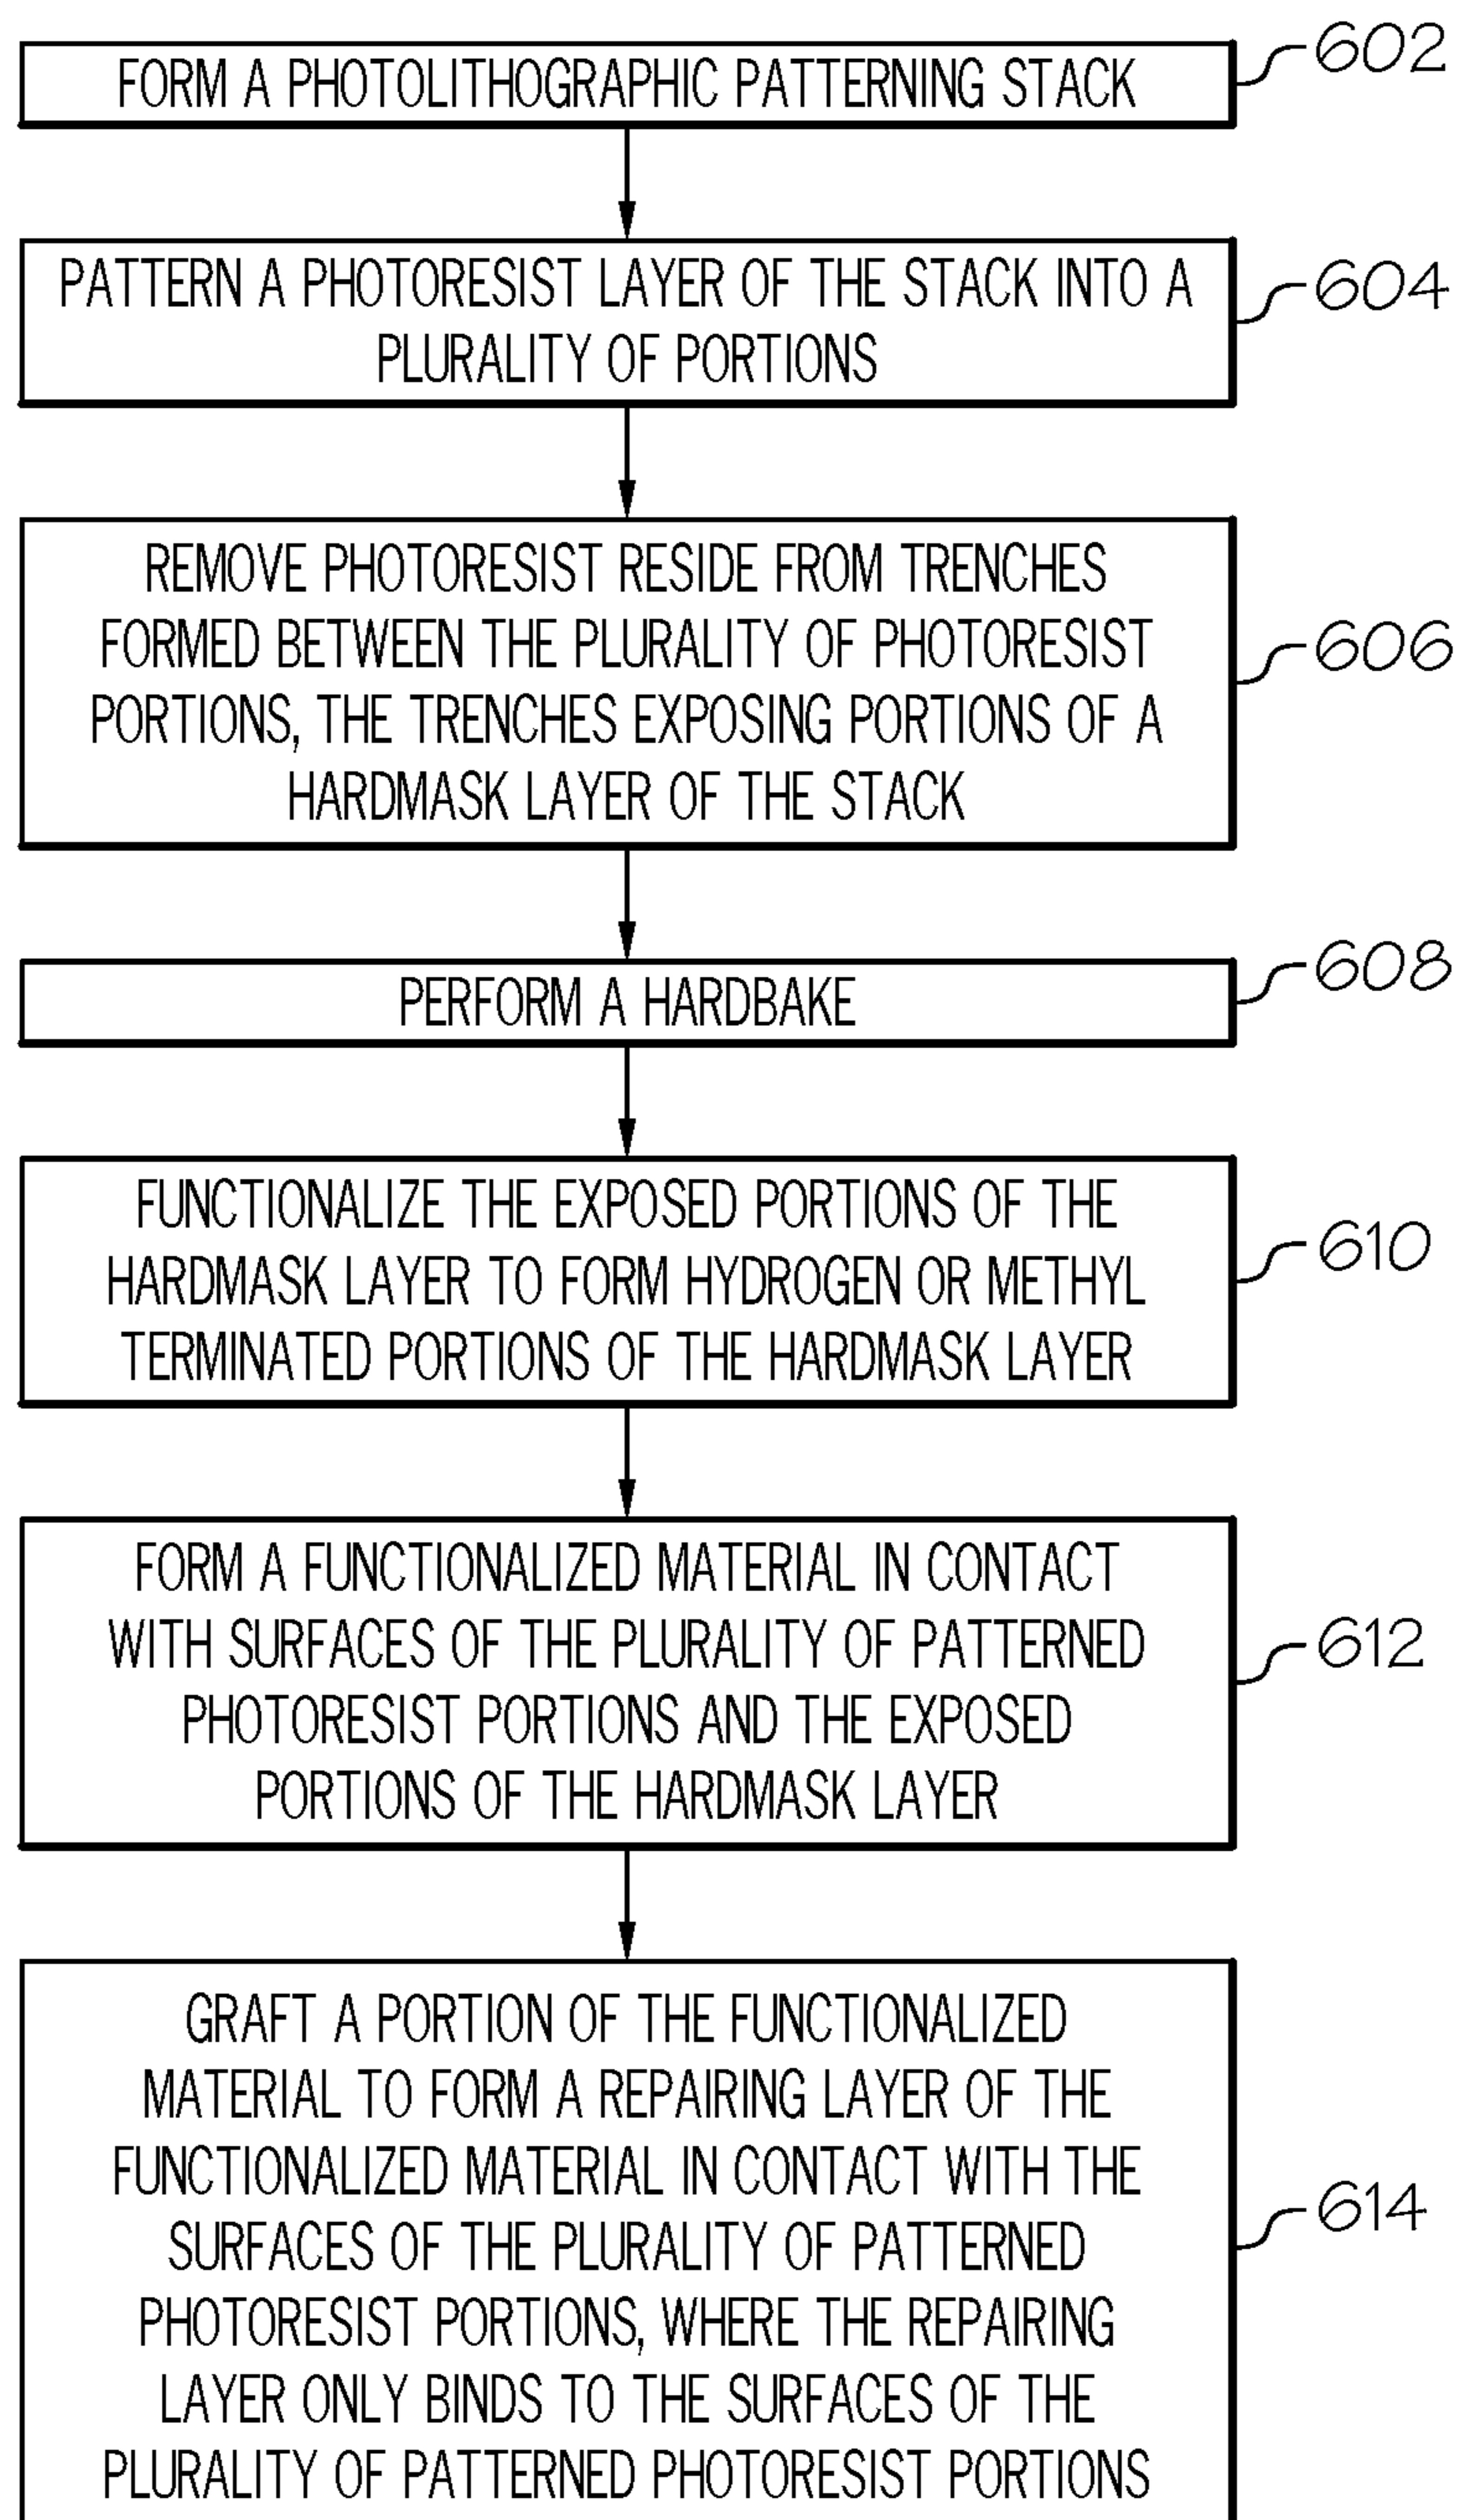 FORM A PHOTOLITHOGRAPHIC PATTERNING STACK
602
PATTERN A PHOTORESIST LAYER OF THE STACK INTO A
PLURALITY OF PORTIONS
604
REMOVE PHOTORESIST RESIDE FROM TRENCHES
FORMED BETWEEN THE PLURALITY OF PHOTORESIST
PORTIONS, THE TRENCHES EXPOSING PORTIONS OF A
HARDMASK LAYER OF THE STACK
606
PERFORM A HARDBAKE
608
FUNCTIONALIZE THE EXPOSED PORTIONS OF THE
HARDMASK LAYER TO FORM HYDROGEN OR METHYL
TERMINATED PORTIONS OF THE HARDMASK LAYER
610
FORM A FUNCTIONALIZED MATERIAL IN CONTACT
WITH SURFACES OF THE PLURALITY OF PATTERNED
PHOTORESIST PORTIONS AND THE EXPOSED
PORTIONS OF THE HARDMASK LAYER
612
GRAFT A PORTION OF THE FUNCTIONALIZED
MATERIAL TO FORM A REPAIRING LAYER OF THE
FUNCTIONALIZED MATERIAL IN CONTACT WITH THE
SURFACES OF THE PLURALITY OF PATTERNED
PHOTORESIST PORTIONS, WHERE THE REPAIRING
LAYER ONLY BINDS TO THE SURFACES OF THE
PLURALITY OF PATTERNED PHOTORESIST PORTIONS
614